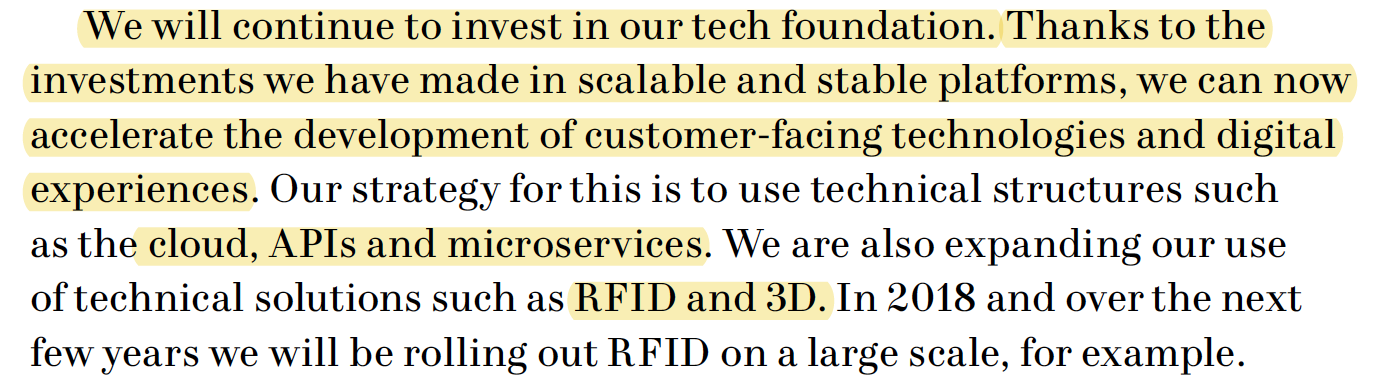 We will continue to invest in our tech foundation. Thanks to the
investments we have made in scalable and stable platforms, we can now
accelerate the development of customer-facing technologies and digital
experiences. Our strategy for this is to use technical structures such
as the cloud, APIs and microservices. We are also expanding our use
of technical solutions such as RFID and 3D. In 2018 and over the next
few years we will be rolling out RFID on a large scale, for example.